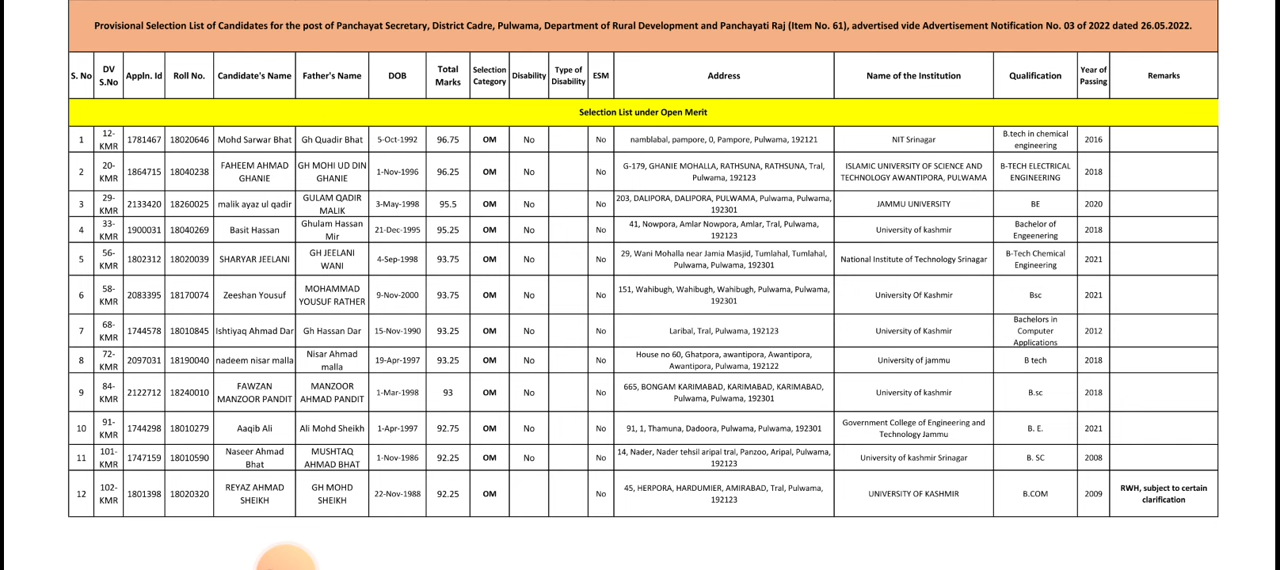 Provisional Selection List of Candidates for the post of Panchayat Secretary, District Cadre, Pulwama, Department of Rural Development and Panchayati Raj (Item No. 61), advertised vide Advertisement Notification No. 03 of 2022 dated 26.05.2022.
S. No DV S.No Appln. Id Roll No. Candidate's Name Father's Name DOB Total Marks Selection Category Disability Type of Disability ESM Address Name of the Institution Qualification Year of Passing Remarks
Selection List under Open Merit
1 12-KMR 1781467 18020646 Mohd Sarwar Bhat Gh Quadir Bhat 5-Oct-1992 96.75 OM No No namblabal, pampore, 0, Pampore, Pulwama, 192121 NIT Srinagar B.tech in chemical engineering 2016
2 20-KMR 1864715 18040238 FAHEEM AHMAD GHANIE GH MOHI UD DIN GHANIE 1-Nov-1996 96.25 OM No No G-179, GHANIE MOHALLA, RATHSUNA, RATHSUNA, Tral, Pulwama, 192123 ISLAMIC UNIVERSITY OF SCIENCE AND TECHNOLOGY AWANTIPORA, PULWAMA B-TECH ELECTRICAL ENGINEERING 2018
3 29-KMR 2133420 18260025 malik ayaz ul qadir GULAM QADIR MALIK 3-May-1998 95.5 OM No No 203, DALIPORA, DALIPORA, PULWAMA, Pulwama, Pulwama, 192301 JAMMU UNIVERSITY BE 2020
4 33-KMR 1900031 18040269 Basit Hassan Ghulam Hassan Mir 21-Dec-1995 95.25 OM No No 41, Nowpora, Amlar Nowpora, Amlar, Tral, Pulwama, 192123 University of kashmir Bachelor of Engeenering 2018
5 56-KMR 1802312 18020039 SHARYAR JEELANI GH JEELANI WANI 4-Sep-1998 93.75 OM No No 29, Wani Mohalla near Jamia Masjid, Tumlahal, Tumlahal, Pulwama, Pulwama, 192301 National Institute of Technology Srinagar B-Tech Chemical Engineering 2021
6 58-KMR 2083395 18170074 Zeeshan Yousuf MOHAMMAD YOUSUF RATHER 9-Nov-2000 93.75 OM No No 151, Wahibugh, Wahibugh, Wahibugh, Pulwama, Pulwama, 192301 University Of Kashmir Bsc 2021
7 68-KMR 1744578 18010845 Ishtiyaq Ahmad Dar Gh Hassan Dar 15-Nov-1990 93.25 OM No No Laribal, Tral, Pulwama, 192123 University of Kashmir Bachelors in Computer Applications 2012
8 72-KMR 2097031 18190040 nadeem nisar malla Nisar Ahmad malla 19-Apr-1997 93.25 OM No No House no 60, Ghatpora, awantipora, Awantipora, Awantipora, Pulwama, 192122 University of jammu B tech 2018
9 84-KMR 2122712 18240010 FAWZAN MANZOOR PANDIT MANZOOR AHMAD PANDIT 1-Mar-1998 93 OM No No 665, BONGAM KARIMABAD, KARIMABAD, KARIMABAD, Pulwama, Pulwama, 192301 University of kashmir B.sc 2018
10 91-KMR 1744298 18010279 Aaqib Ali Ali Mohd Sheikh 1-Apr-1997 92.75 OM No No 91, 1, Thamuna, Dadoora, Pulwama, Pulwama, 192301 Government College of Engineering and Technology Jammu B. E. 2021
11 101-KMR 1747159 18010590 Naseer Ahmad Bhat MUSHTAQ AHMAD BHAT 1-Nov-1986 92.25 OM No No 14, Nader, Nader tehsil aripal tral, Panzoo, Aripal, Pulwama, 192123 University of kashmir Srinagar B. SC 2008
12 102-KMR 1801398 18020320 REYAZ AHMAD SHEIKH GH MOHD SHEIKH 22-Nov-1988 92.25 OM No 45, HERPORA, HARDUMIER, AMIRABAD, Tral, Pulwama, 192123 UNIVERSITY OF KASHMIR B.COM 2009 RWH, subject to certain clarification